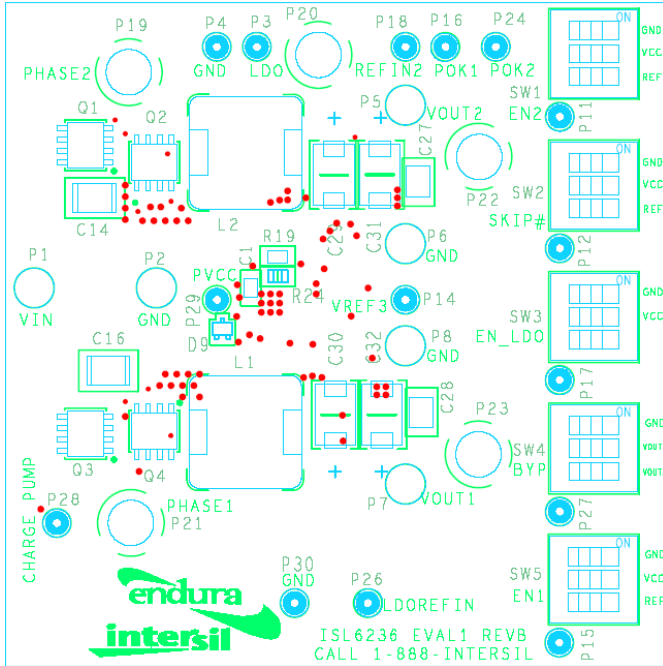 P19
P4
P3
P20
P18
P16
P24
ON
GND
VCC
REF
PHASE2
GND
LDO
REFIN2
POK1
POK2
SW1
EN2
P11
Q1
Q2
P5
VOUT2
C27
ON
GND
VCC
REF
SW2
SKIP#
P12
C14
L2
C29
C31
P22
P1
P2
P6
GND
C1
R19
PVCC
R24
VREF3
P14
ON
GND
VCC
SW3
EN_LDO
P17
VIN
GND
P29
D9
L1
C30
C32
P8
GND
C16
C28
P23
ON
GND
VOUT
VOUT
SW4
BYP
P27
Q3
Q4
P7
VOUT1
CHARGE PUMP
P28
PHASE1
P21
P30
GND
P26
LDOREFIN
ON
GND
VCC
REF
SW5
EN1
P15
endura
intersil
ISL6236 EVAL1 REVB
CALL 1-888-INTERSIL